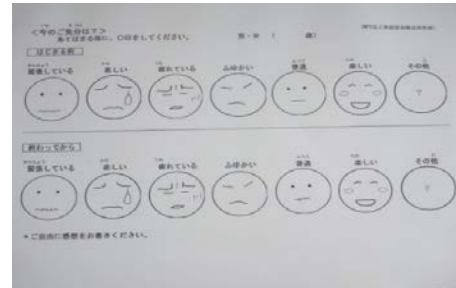 <今のご気分は?>
あてはまる顔に、○印をしてください。 男・女 ( 歳)
はじまる前
緊張している 悲しい 疲れている ふゆかい 普通 楽しい その他
?
終わってから
緊張している 悲しい 疲れている ふゆかい 普通 楽しい その他
?
*ご自由に感想をお書きください。